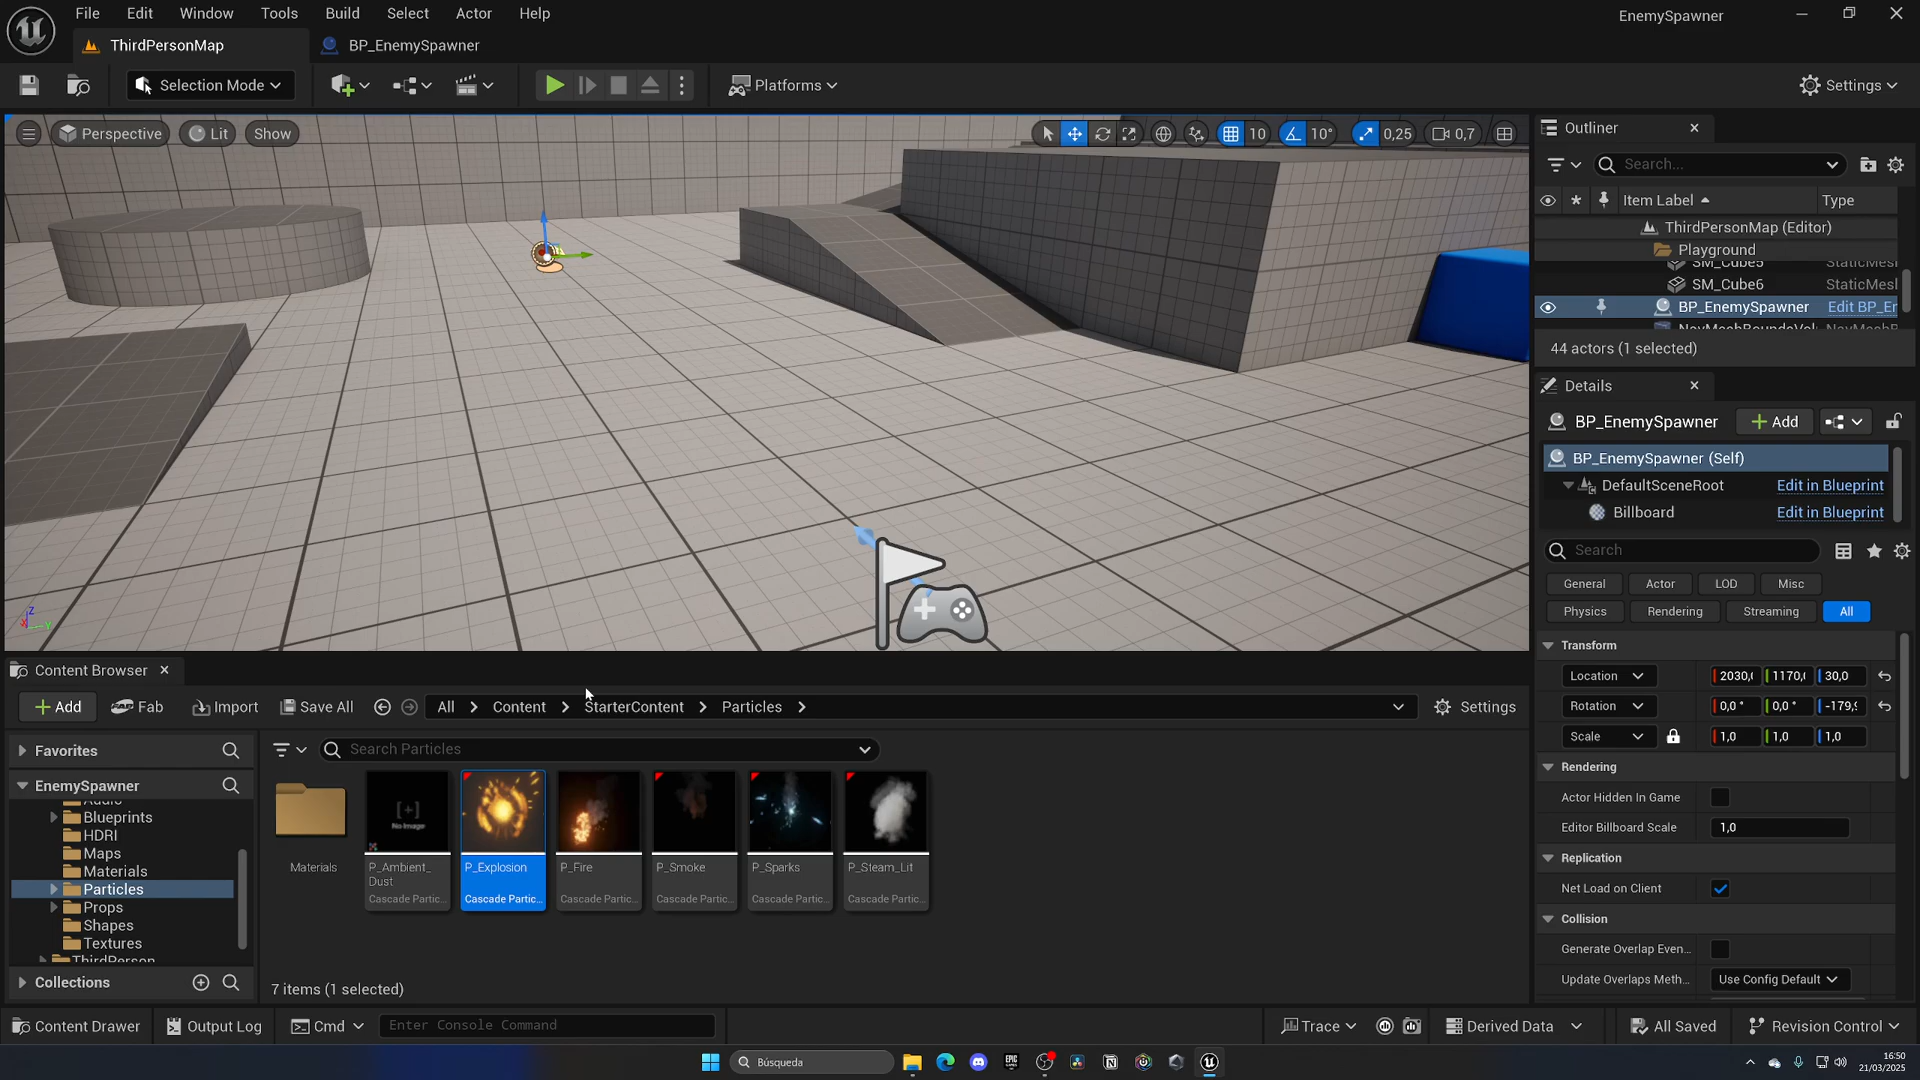 File Edit Window Tools Build Select Actor Help
EnemySpawner
ThirdPersonMap
BP_EnemySpawner
Selection Mode
Platforms
Settings
Perspective
Lit
Show
10
10°
0,25
0,7
Outliner
Search...
Item Label
Type
ThirdPersonMap (Editor)
Playground
SM_Cube5
SM_Cube6
BP_EnemySpawner
Edit BP_Er
44 actors (1 selected)
Details
BP_EnemySpawner
Add
BP_EnemySpawner (Self)
DefaultSceneRoot Edit in Blueprint
Billboard Edit in Blueprint
Search
General Actor LOD Misc
Physics Rendering Streaming All
Transform
Location 2030,( 1170,( 30,0
Rotation 0,0 ° 0,0 ° -179,9
Scale 1,0 1,0 1,0
Rendering
Actor Hidden In Game
Editor Billboard Scale 1,0
Replication
Net Load on Client
Collision
Generate Overlap Even...
Update Overlaps Meth... Use Config Default
Content Browser
Add
Fab
Import
Save All
All Content StarterContent Particles
Settings
Favorites
Search Particles
EnemySpawner
Audio
Blueprints
HDRI
Maps
Materials
Particles
Props
Shapes
Textures
ThirdPerson
Collections
Materials
No Image
P_Ambient_
Dust
Cascade Partic...
P_Explosion
Cascade Partic...
P_Fire
Cascade Partic...
P_Smoke
Cascade Partic...
P_Sparks
Cascade Partic...
P_Steam_Lit
Cascade Partic...
7 items (1 selected)
Content Drawer
Output Log
Cmd
Enter Console Command
Trace
Derived Data
All Saved
Revision Control
Búsqueda
16:50
21/03/2025